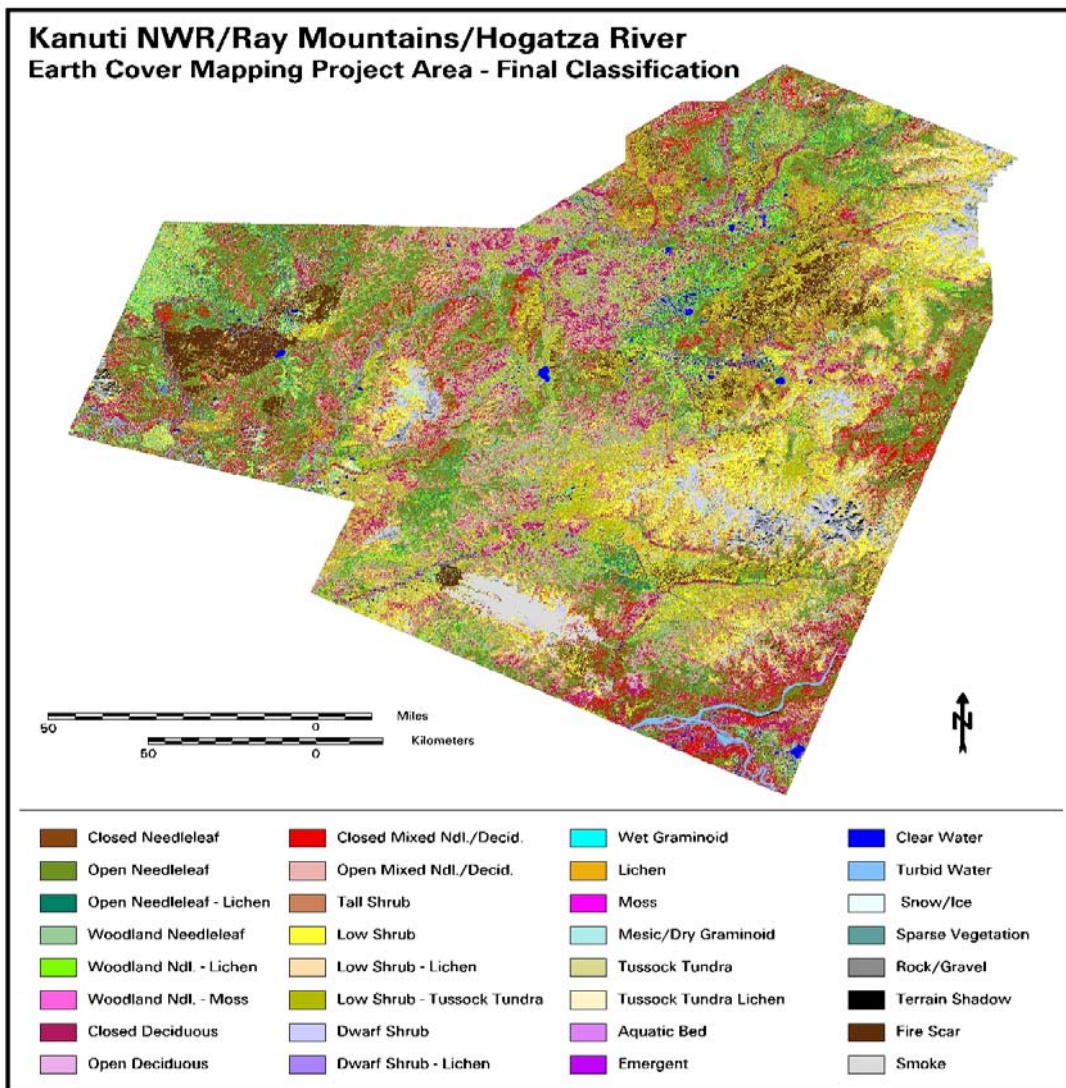 Kanuti NWR/Ray Mountains/Hogatza River
Earth Cover Mapping Project Area - Final Classification
50 0 Miles
50 0 Kilometers
N
Closed Needleleaf
Open Needleleaf
Open Needleleaf - Lichen
Woodland Needleleaf
Woodland Ndl. - Lichen
Woodland Ndl. - Moss
Closed Deciduous
Open Deciduous
Closed Mixed Ndl./Decid.
Open Mixed Ndl./Decid.
Tall Shrub
Low Shrub
Low Shrub - Lichen
Low Shrub - Tussock Tundra
Dwarf Shrub
Dwarf Shrub - Lichen
Wet Graminoid
Lichen
Moss
Mesic/Dry Graminoid
Tussock Tundra
Tussock Tundra Lichen
Aquatic Bed
Emergent
Clear Water
Turbid Water
Snow/Ice
Sparse Vegetation
Rock/Gravel
Terrain Shadow
Fire Scar
Smoke